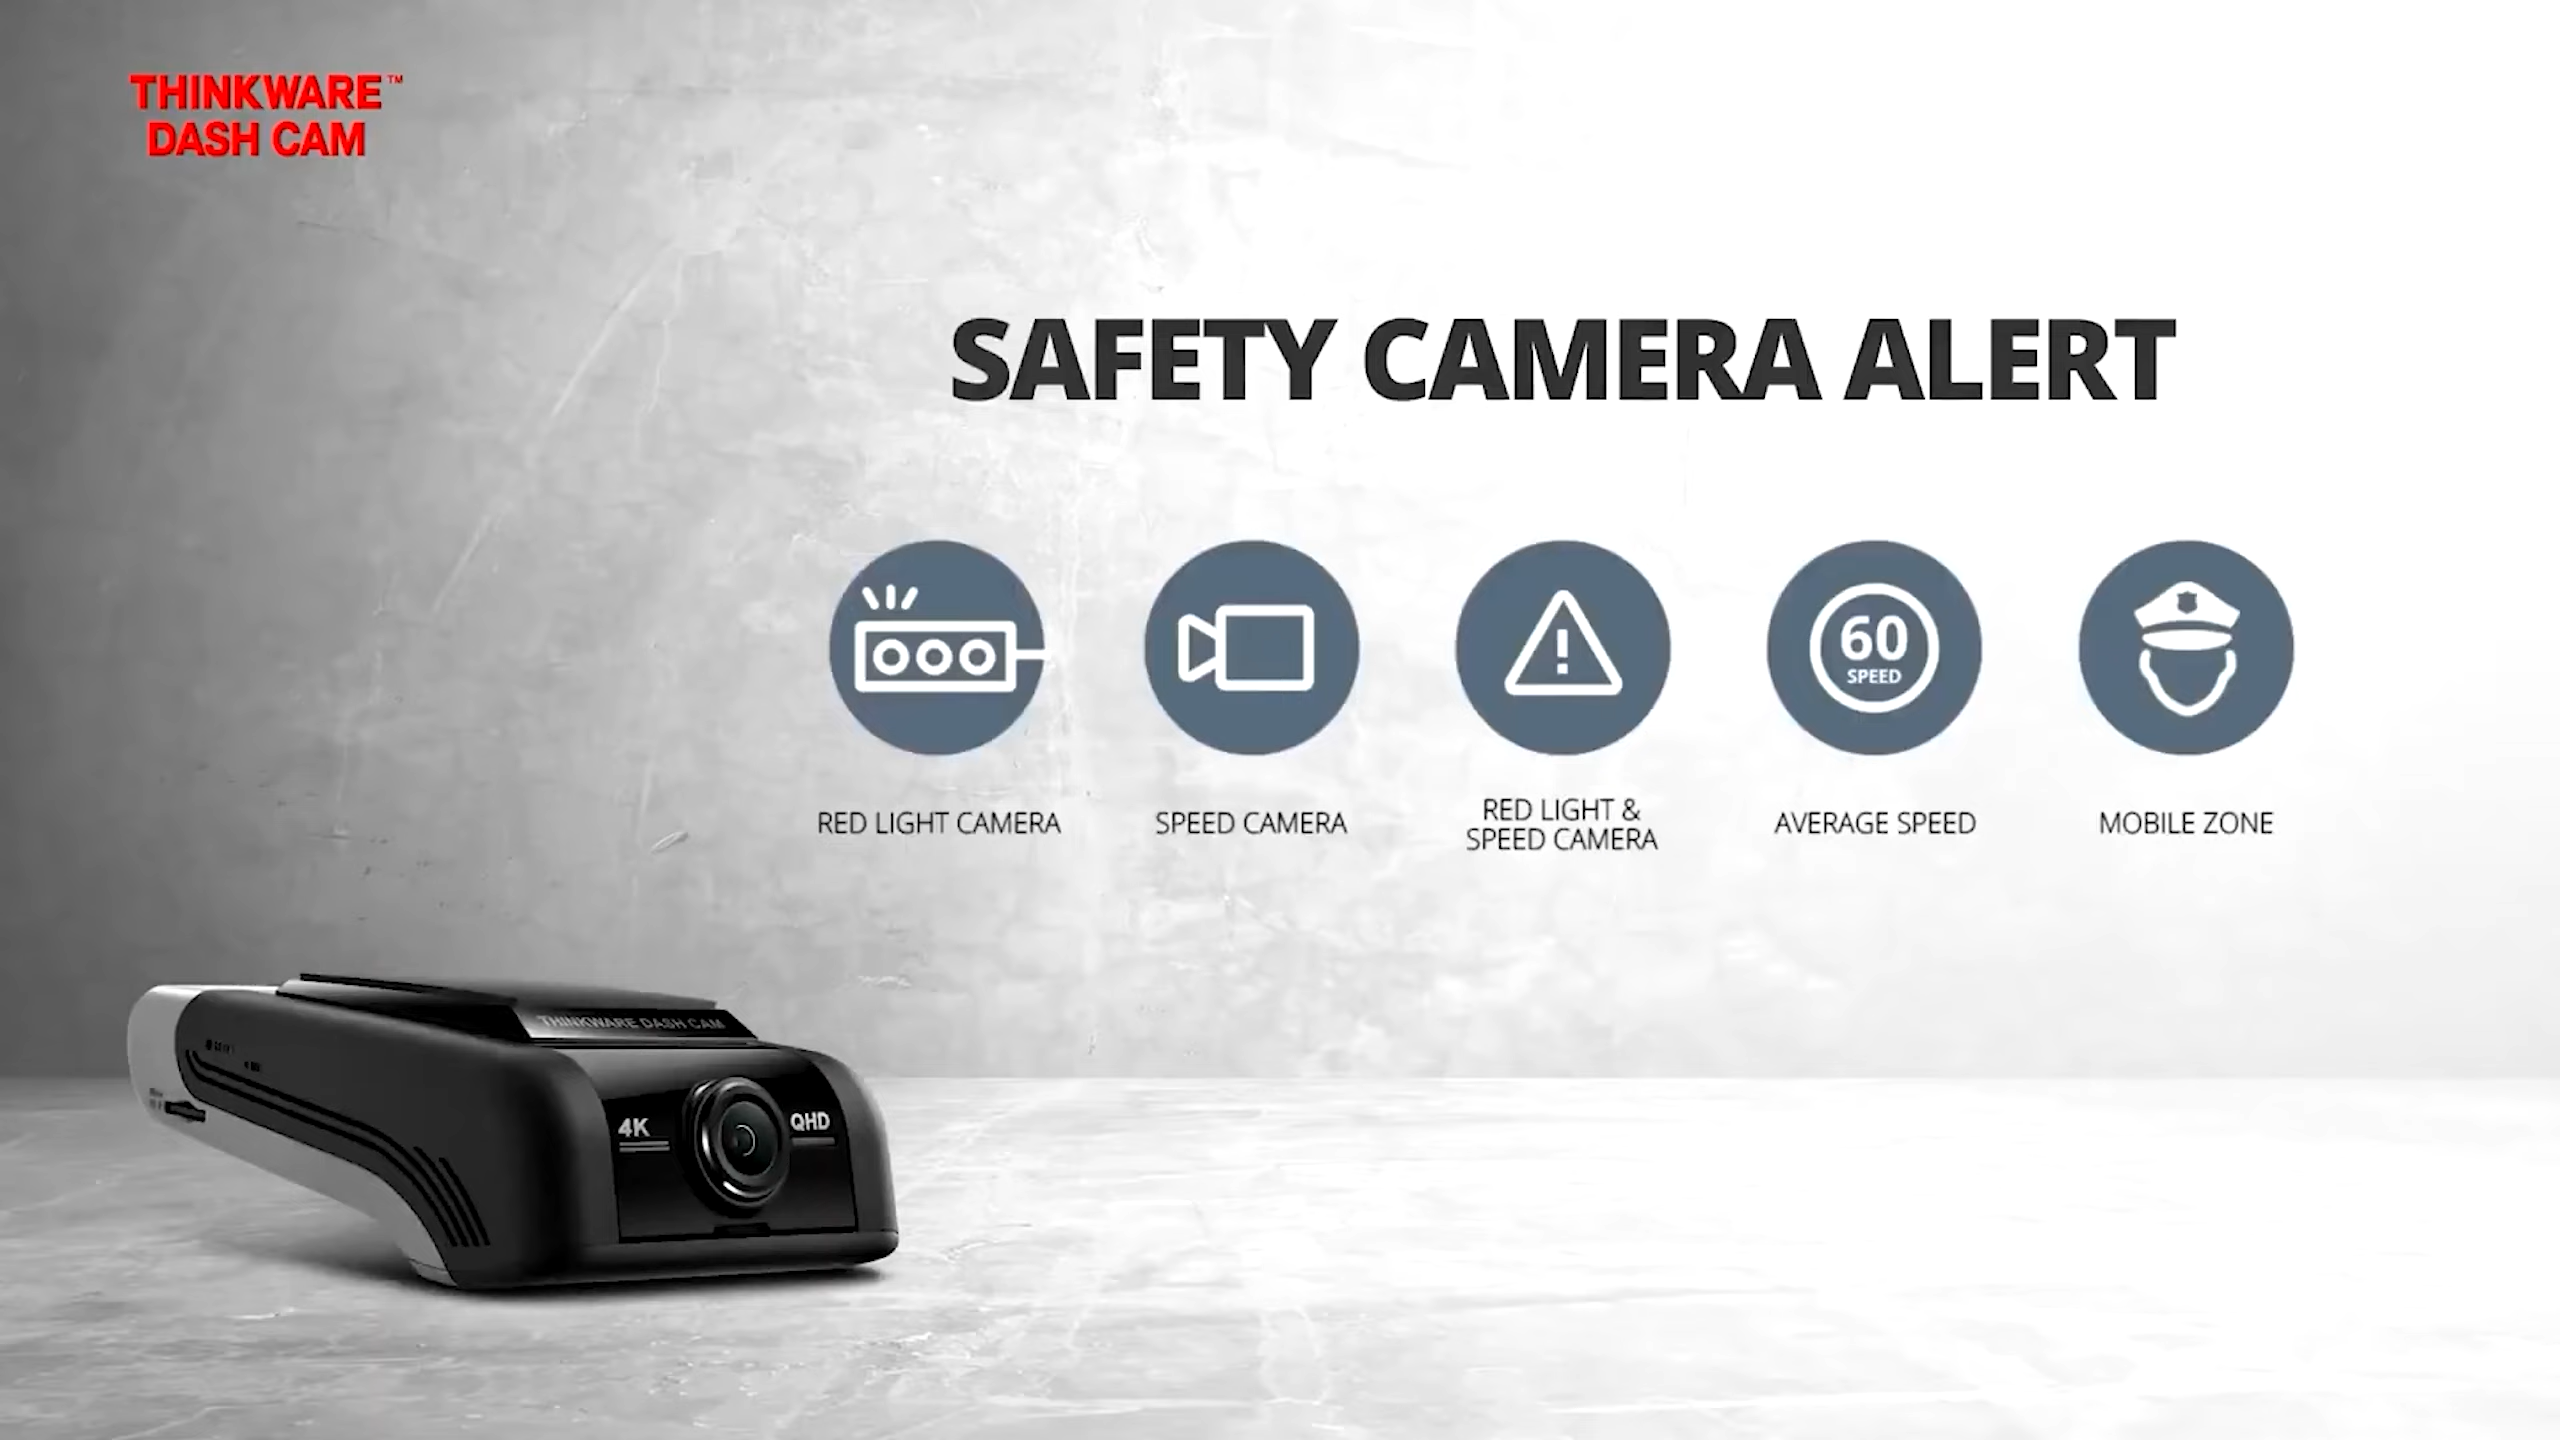 THINKWARE™
DASH CAM
SAFETY CAMERA ALERT
60
SPEED
RED LIGHT CAMERA
SPEED CAMERA
RED LIGHT &
SPEED CAMERA
AVERAGE SPEED
MOBILE ZONE
THINKWARE DASH CAM
4K
QHD